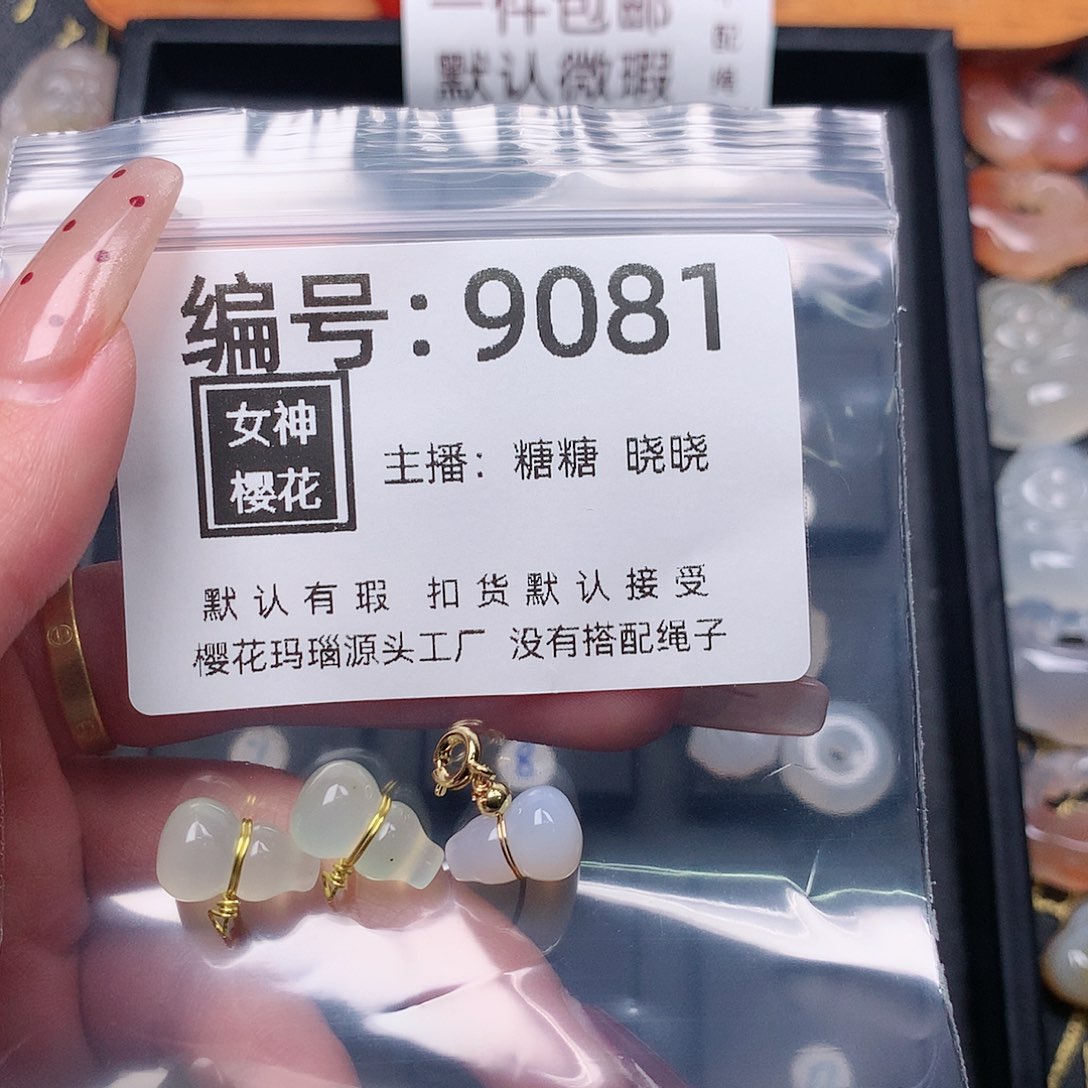 一件包邮
默认微瑕
编号:9081
女神
樱花
主播: 糖糖 晓晓
默认有瑕 扣货默认接受
樱花玛瑙源头工厂 没有搭配绳子